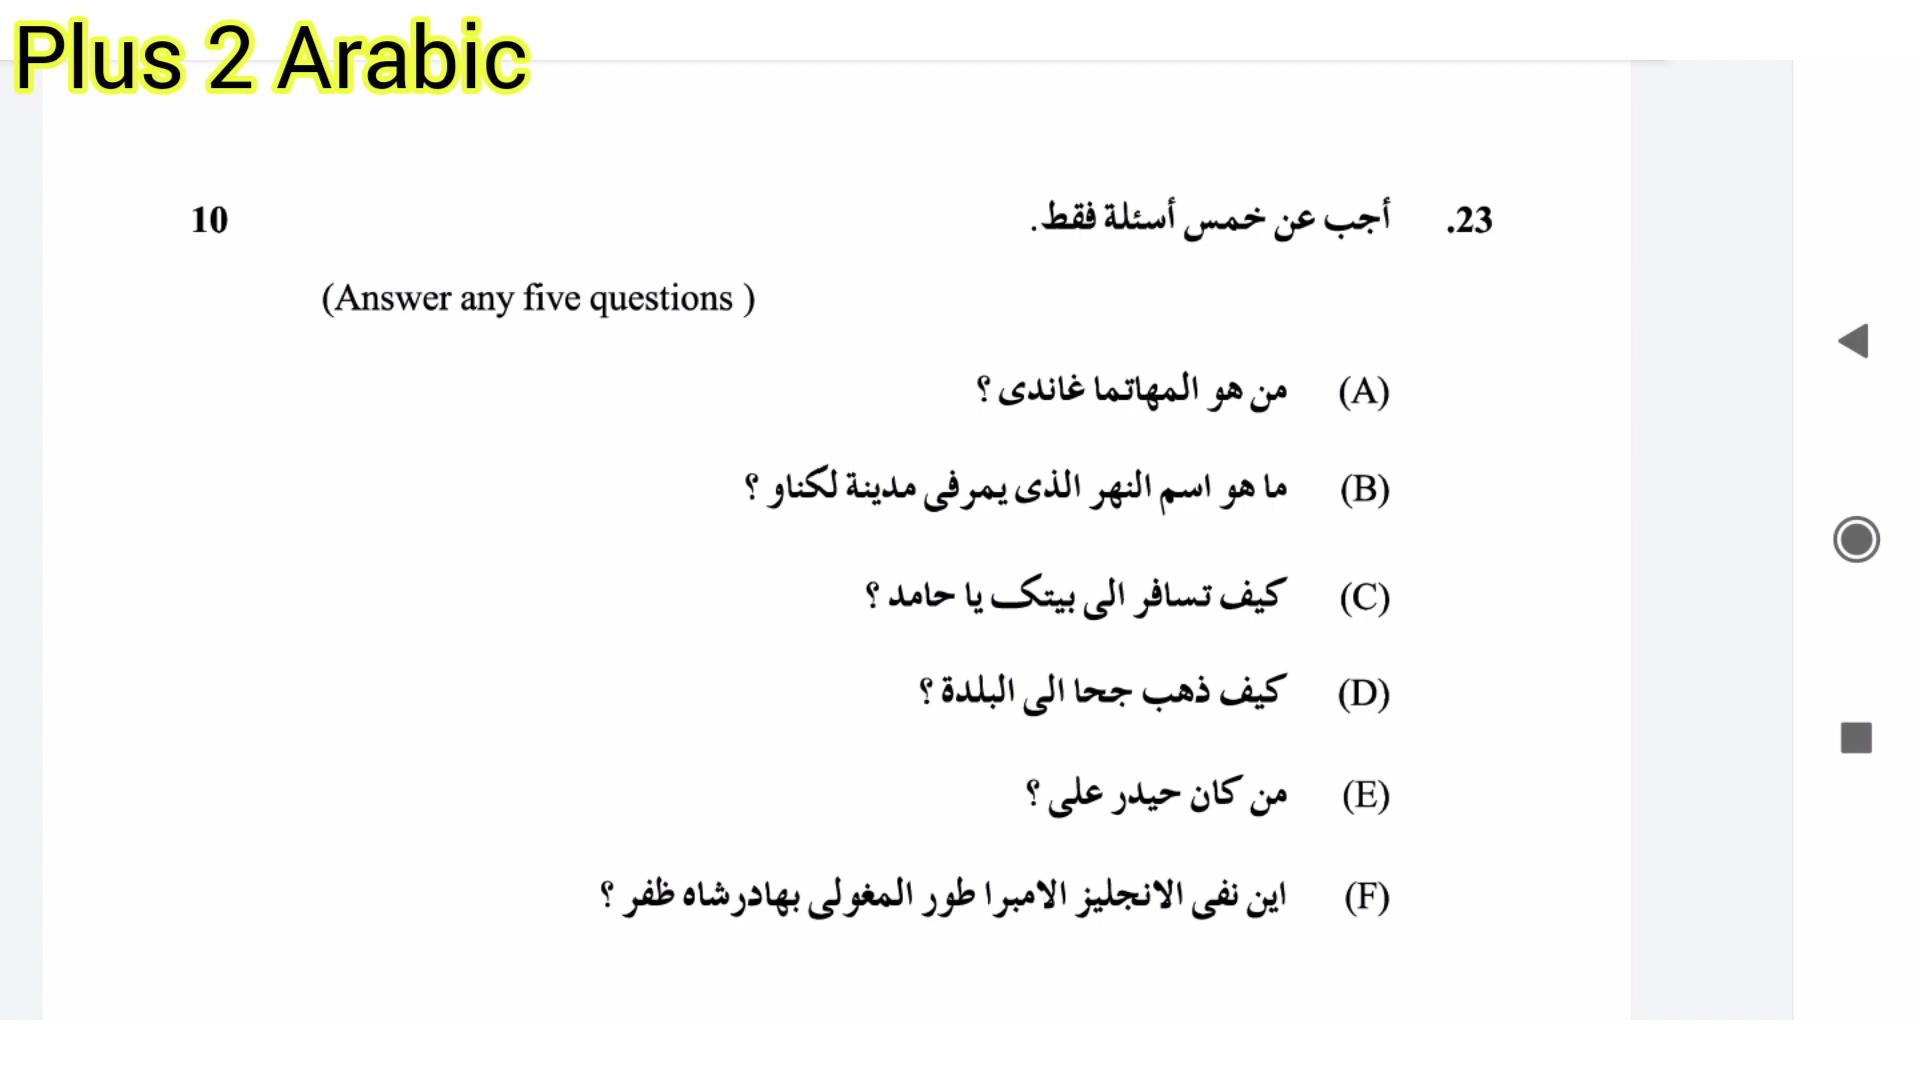 Plus 2 Arabic
23. أجب عن خمس أسئلة فقط. 10
(Answer any five questions )
(A) من هو المهاتما غاندى ؟
(B) ما هو اسم النهر الذى يمر فى مدينة لكناو ؟
(C) كيف تسافر الى بيتك يا حامد ؟
(D) كيف ذهب جحا الى البلدة ؟
(E) من كان حيدر على ؟
(F) اين نفى الانجليز الامبرا طور المغولى بهادرشاه ظفر ؟